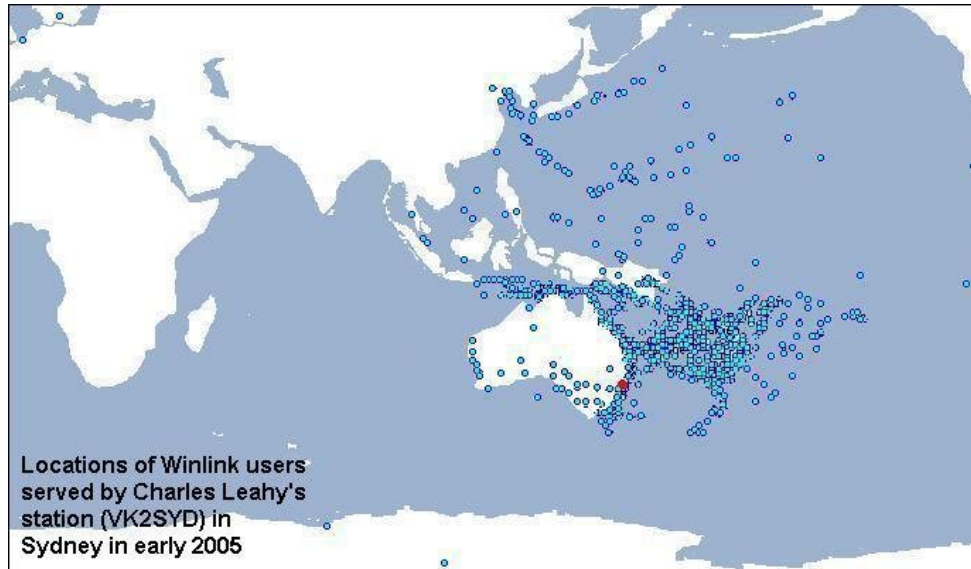 Locations of Winlink users
served by Charles Leahy's
station (VK2SYD) in
Sydney in early 2005